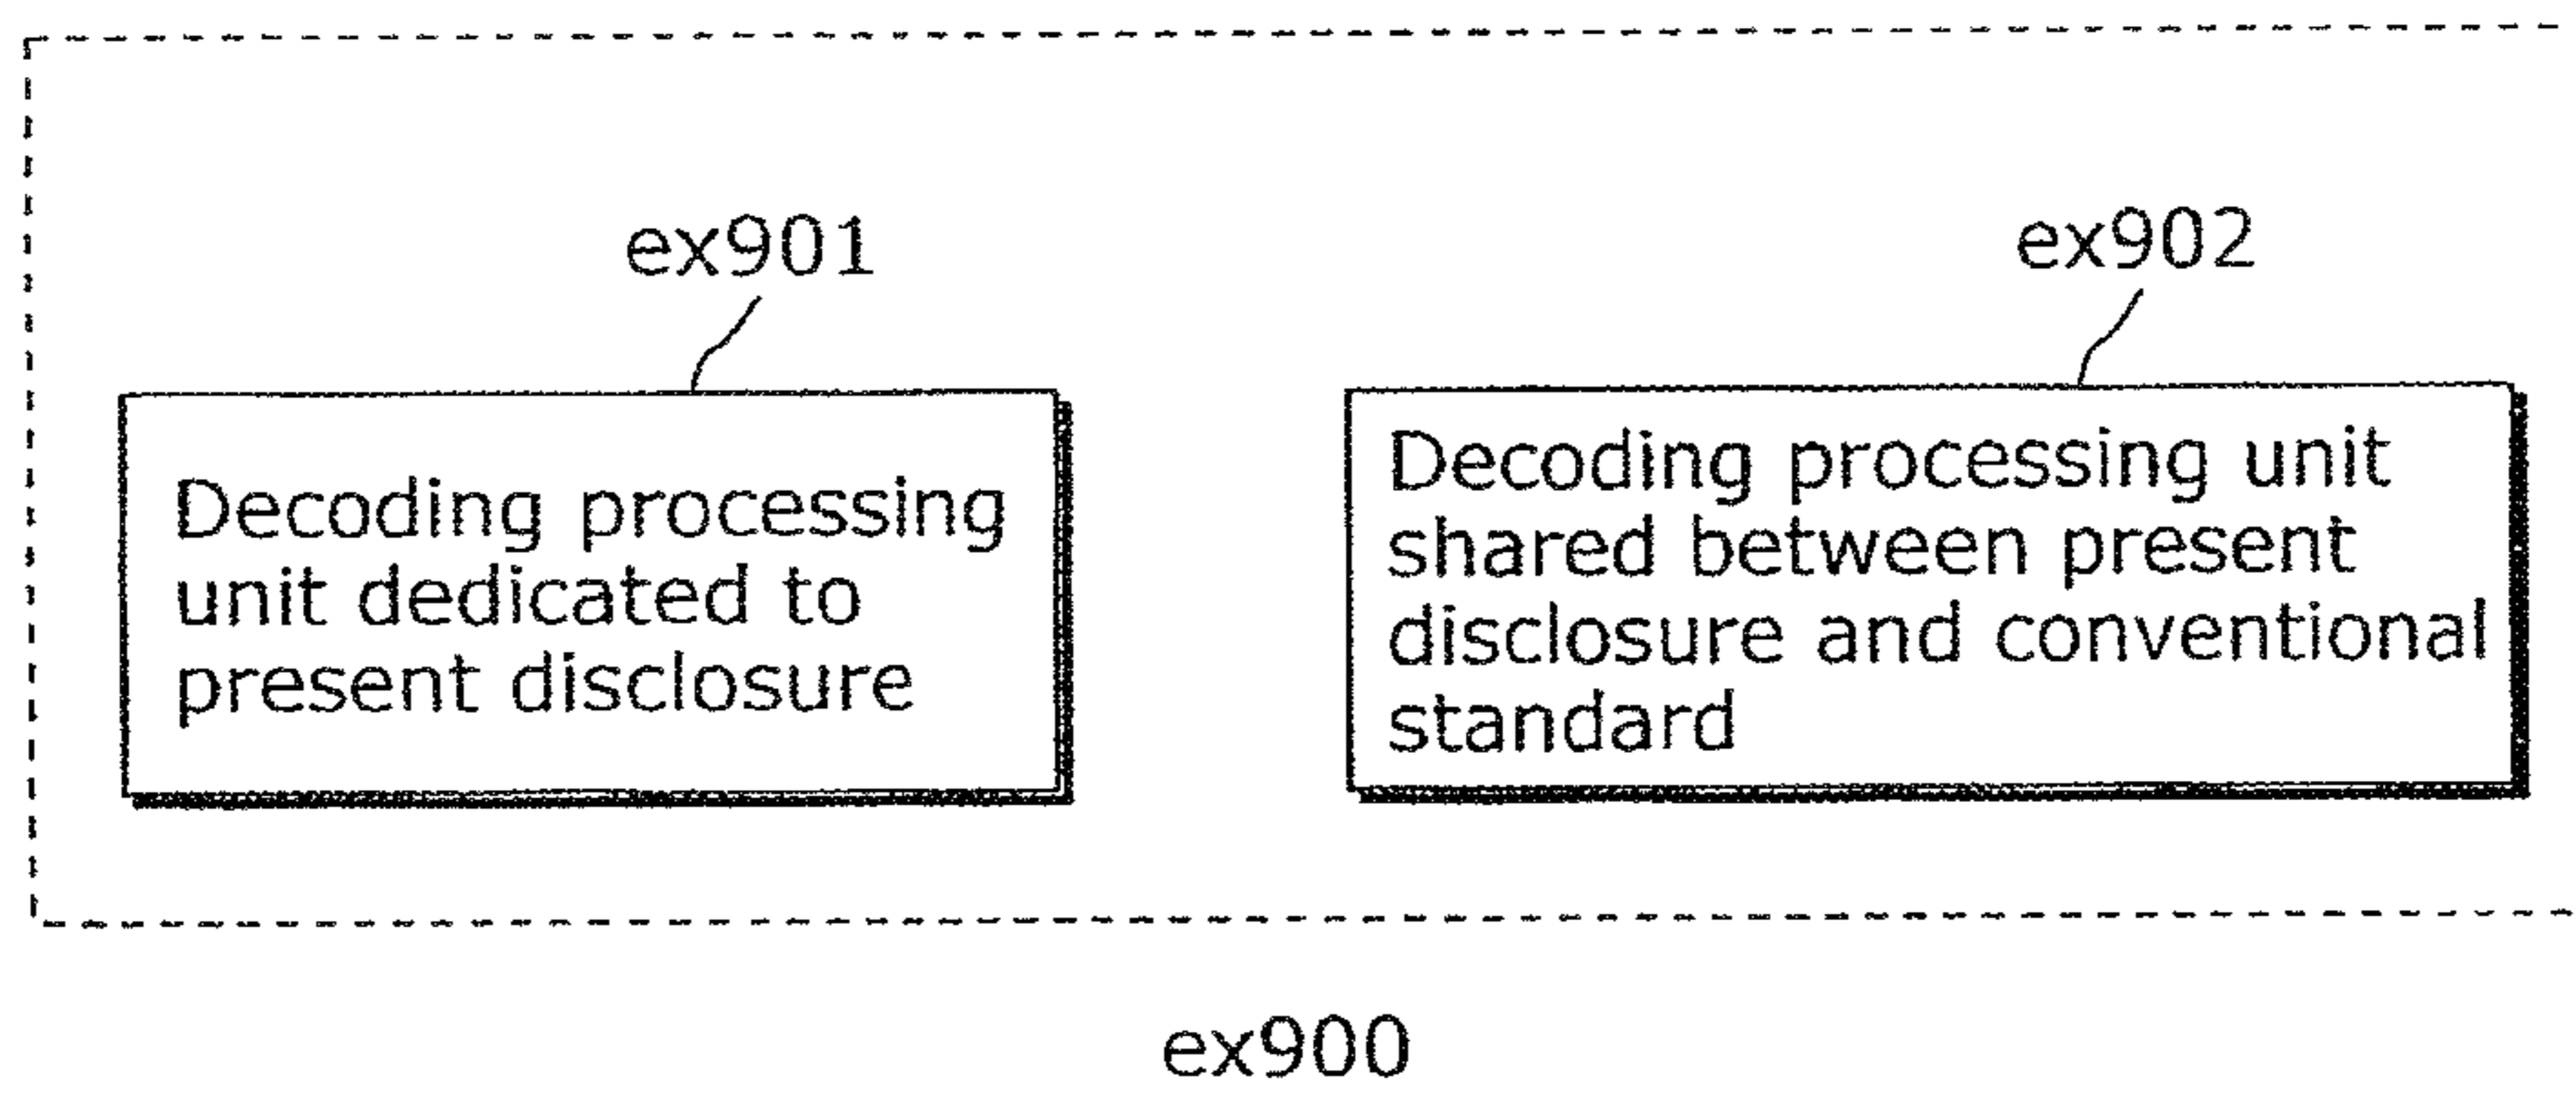 ex901
ex902
Decoding processing
unit dedicated to
present disclosure
Decoding processing unit
shared between present
disclosure and conventional
standard
ex900